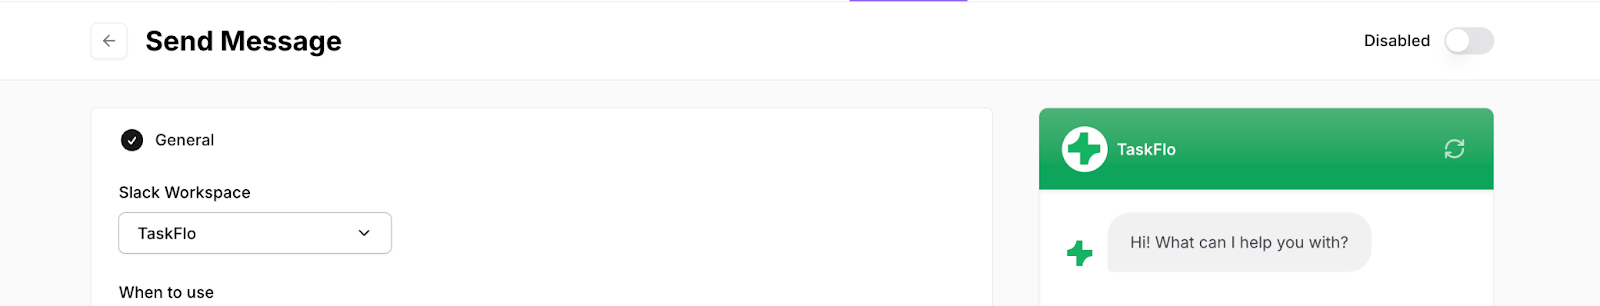 Send Message
Disabled
General
Slack Workspace
TaskFlo
When to use
TaskFlo
Hi! What can I help you with?